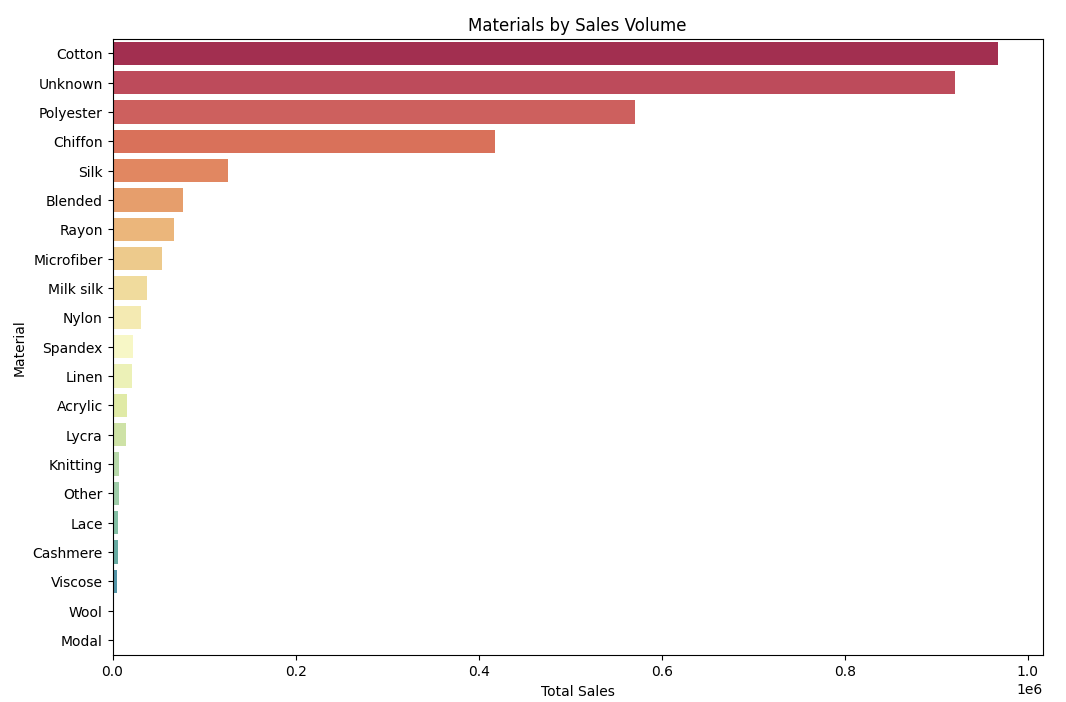 Materials by Sales Volume
Cotton
Unknown
Polyester
Chiffon
Silk
Blended
Rayon
Microfiber
Milk silk
Nylon
Spandex
Linen
Acrylic
Lycra
Knitting
Other
Lace
Cashmere
Viscose
Wool
Modal
Material
0.0 0.2 0.4 0.6 0.8 1.0
1e6
Total Sales